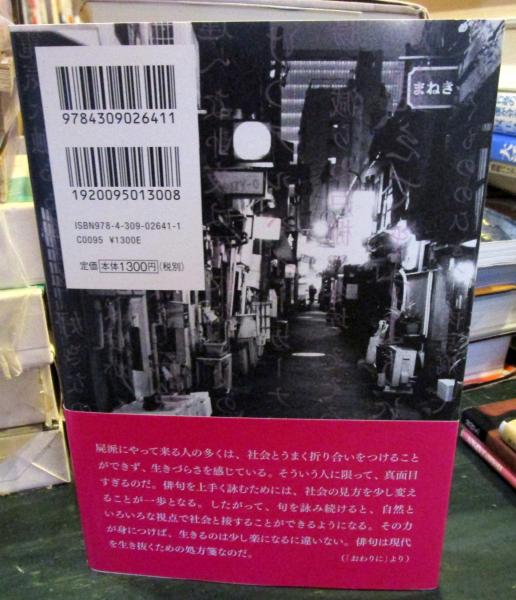 9784309026411
1920095013008
ISBN978-4-309-02641-1
C0095 ¥1300E
定価 本体1300円(税別)
まねき
屍派にやって来る人の多くは、社会とうまく折り合いをつけること
ができず、生きづらさを感じている。そういう人に限って、真面目
すぎるのだ。俳句を上手く詠むためには、社会の見方を少し変え
ることが一歩となる。したがって、句を詠み続けると、自然と
いろいろな視点で社会と接することができるようになる。その力
が身につけば、生きるのは少し楽になるに違いない。俳句は現代
を生き抜くための処方箋なのだ。
(「おわりに」より)